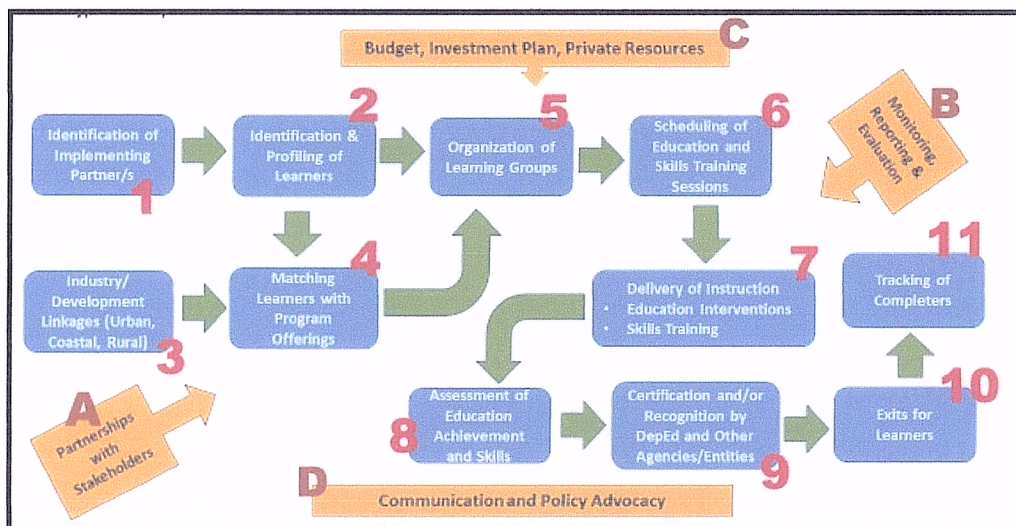 C
Budget, Investment Plan, Private Resources
1
Identification of
Implementing
Partner/s
2
Identification &
Profiling of
Learners
5
Organization of
Learning Groups
6
Scheduling of
Education and
Skills Training
Sessions
B
Monitoring,
Reporting &
Evaluation
3
Industry/
Development
Linkages (Urban,
Coastal, Rural)
4
Matching
Learners with
Program
Offerings
7
Delivery of Instruction
• Education Interventions
• Skills Training
11
Tracking of
Completers
A
Partnerships
with
Stakeholders
8
Assessment of
Education
Achievement
and Skills
9
Certification and/or
Recognition by
DepEd and Other
Agencies/Entities
10
Exits for
Learners
D
Communication and Policy Advocacy